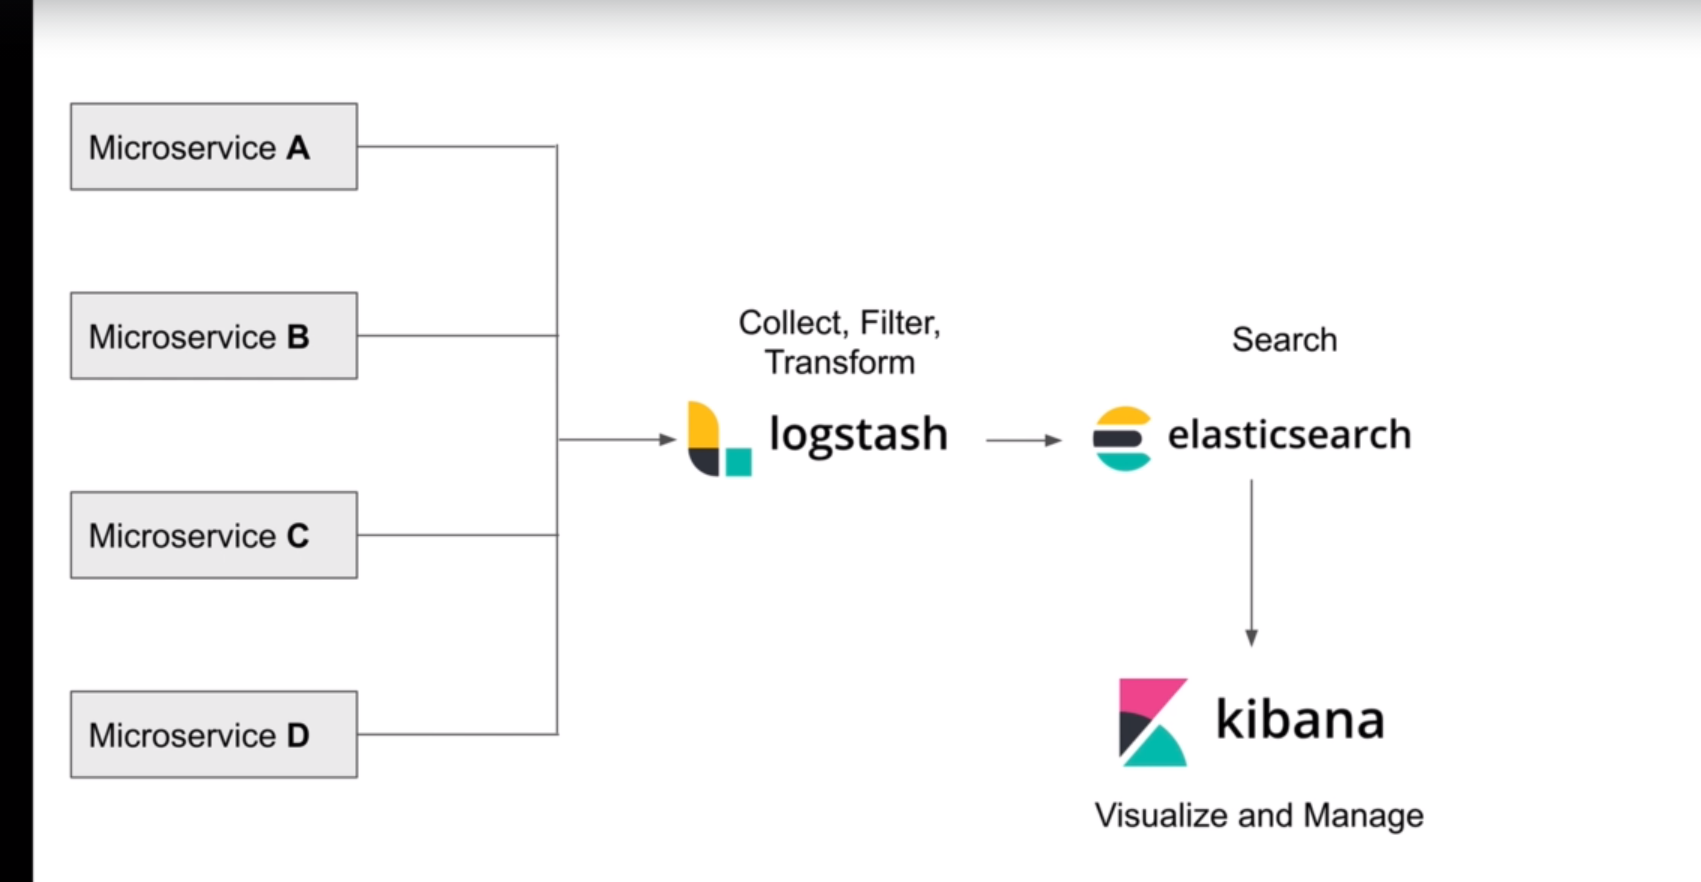 Microservice A
Microservice B
Microservice C
Microservice D
Collect, Filter,
Transform
logstash
Search
elasticsearch
kibana
Visualize and Manage